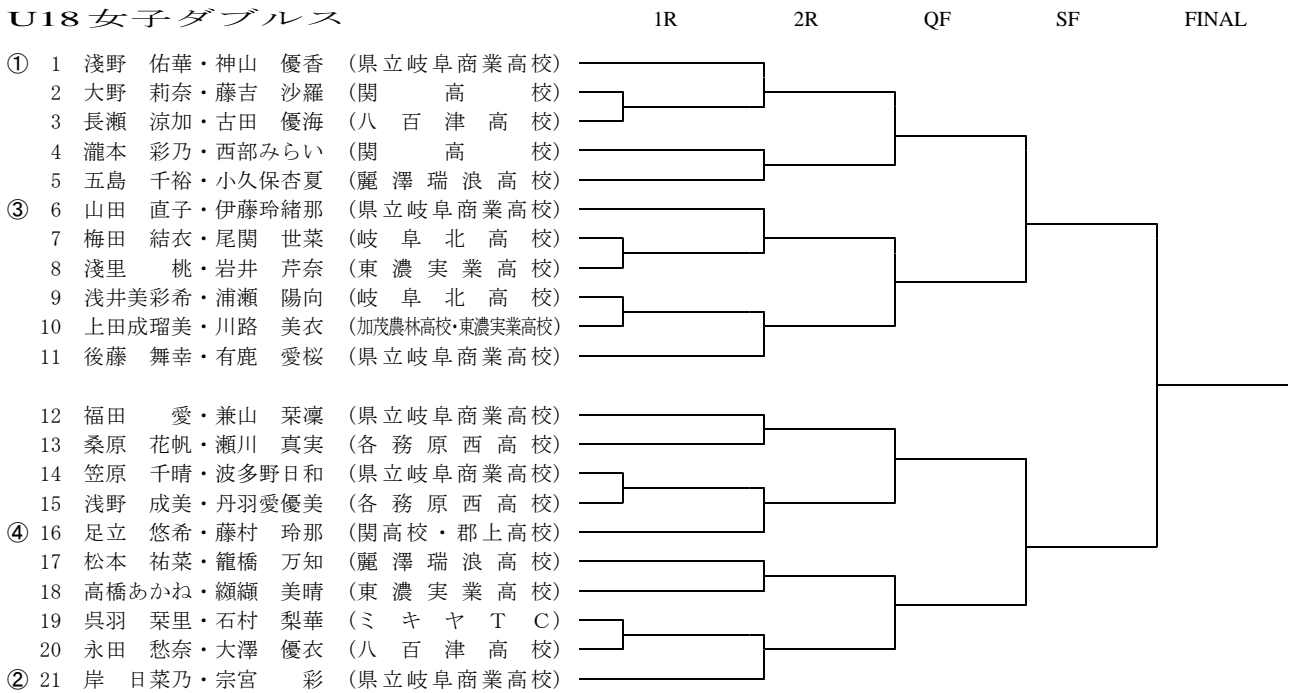 U18女子ダブルス 1R 2R QF SF FINAL
① 1 淺野 佑華・神山 優香 (県立岐阜商業高校)
2 大野 莉奈・藤吉 沙羅 (関高校)
3 長瀬 涼加・古田 優海 (八百津高校)
4 瀧本 彩乃・西部みらい (関高校)
5 五島 千裕・小久保杏夏 (麗澤瑞浪高校)
③ 6 山田 直子・伊藤玲緒那 (県立岐阜商業高校)
7 梅田 結衣・尾関 世菜 (岐阜北高校)
8 淺里 桃・岩井 芹奈 (東濃実業高校)
9 浅井美彩希・浦瀬 陽向 (岐阜北高校)
10 上田成瑠美・川路 美衣 (加茂農林高校・東濃実業高校)
11 後藤 舞幸・有鹿 愛桜 (県立岐阜商業高校)
12 福田 愛・兼山 栞凜 (県立岐阜商業高校)
13 桑原 花帆・瀬川 真実 (各務原西高校)
14 笠原 千晴・波多野日和 (県立岐阜商業高校)
15 浅野 成美・丹羽愛優美 (各務原西高校)
④ 16 足立 悠希・藤村 玲那 (関高校・郡上高校)
17 松本 祐菜・籠橋 万知 (麗澤瑞浪高校)
18 高橋あかね・纐纈 美晴 (東濃実業高校)
19 呉羽 栞里・石村 梨華 (ミキヤTC)
20 永田 愁奈・大澤 優衣 (八百津高校)
② 21 岸 日菜乃・宗宮 彩 (県立岐阜商業高校)